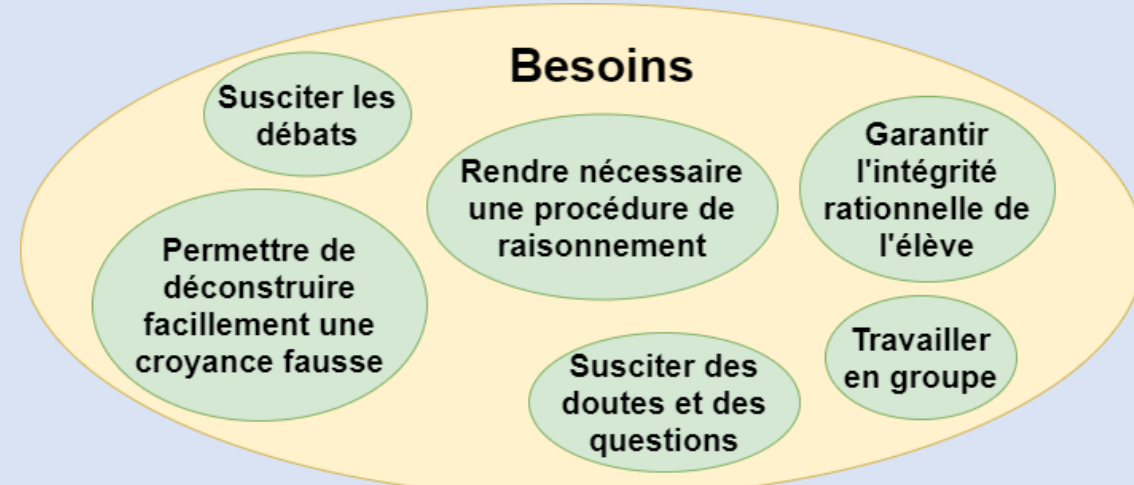 Besoins
Susciter les
débats
Rendre nécessaire
une procédure de
raisonnement
Garantir
l'intégrité
rationnelle de
l'élève
Permettre de
déconstruire
facillement une
croyance fausse
Susciter des
doutes et des
questions
Travailler
en groupe